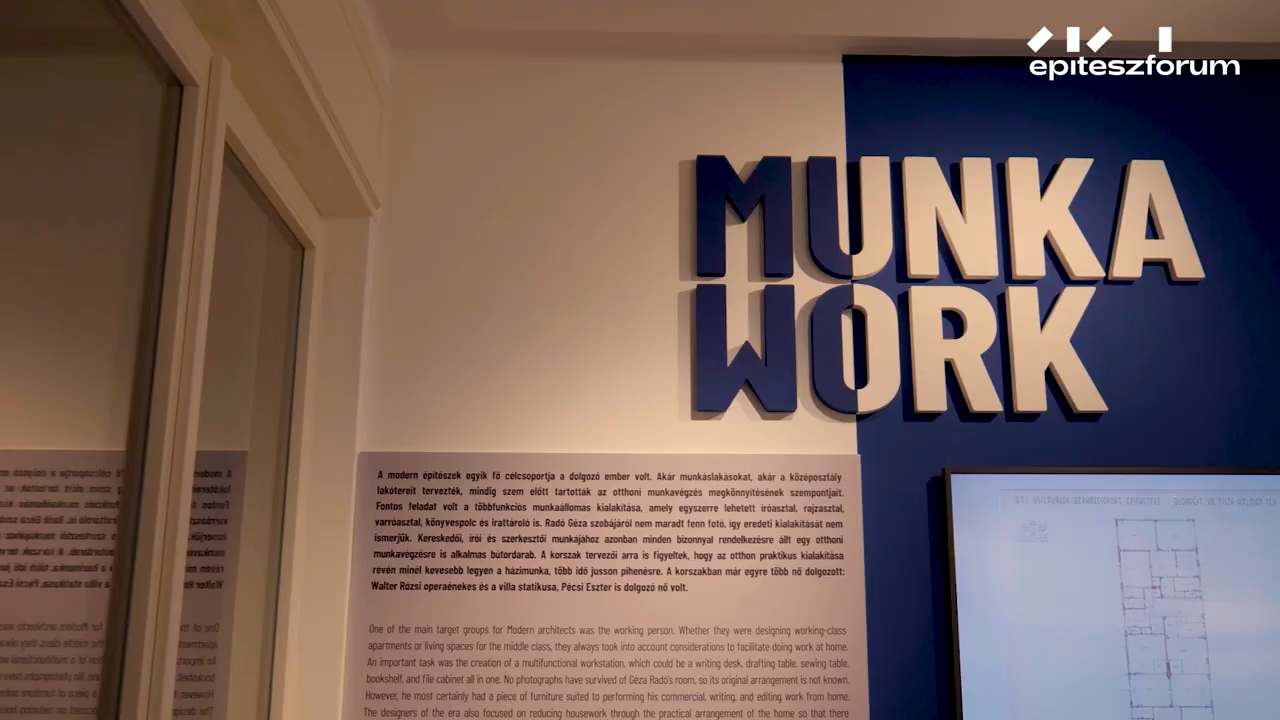 epiteszforum
MUNKA
WORK
A modern építészek egyik fő célcsoportja a dolgozó ember volt. Akár munkáslakásokat, akár a középosztály
lakótereit tervezték, mindig szem előtt tartották az otthoni munkavégzés megkönnyítésének szempontjait.
Fontos feladat volt a többfunkciós munkaállomás kialakítása, amely egyszerre lehetett íróasztal, rajzasztal,
varróasztal, könyvespolc és irattároló is. Radó Géza szobájáról nem maradt fenn fotó, így eredeti kialakítását nem
ismerjük. Kereskedői, írói és szerkesztői munkájához azonban minden bizonnyal rendelkezésre állt egy otthoni
munkavégzésre is alkalmas bútordarab. A korszak tervezői arra is figyeltek, hogy az otthon praktikus kialakítása
révén minél kevesebb legyen a házimunka, több idő jusson pihenésre. A korszakban már egyre több nő dolgozott:
Walter Rózsi operaénekes és a villa statikusa, Pécsi Eszter is dolgozó nő volt.
One of the main target groups for Modern architects was the working person. Whether they were designing working-class
apartments or living spaces for the middle class, they always took into account considerations to facilitate doing work at home.
An important task was the creation of a multifunctional workstation, which could be a writing desk, drafting table, sewing table,
bookshelf, and file cabinet all in one. No photographs have survived of Géza Radó's room, so its original arrangement is not known.
However, he most certainly had a piece of furniture suited to performing his commercial, writing, and editing work from home.
The designers of the era also focused on reducing housework through the practical arrangement of the home so that there